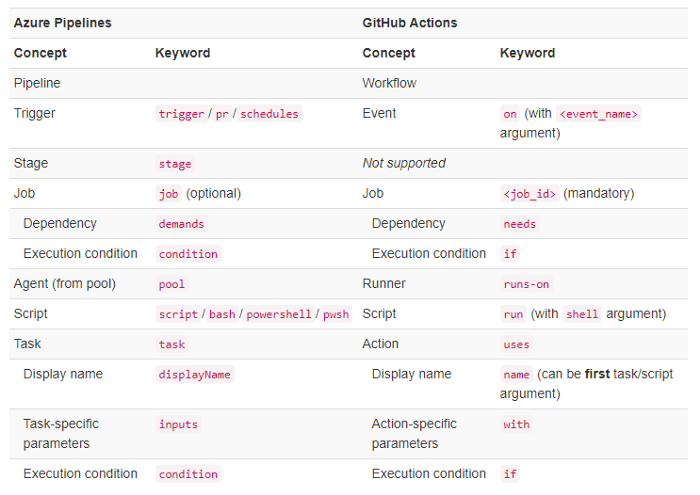 Azure Pipelines GitHub Actions
Concept Keyword Concept Keyword
Pipeline Workflow
Trigger trigger / pr / schedules Event on (with <event_name>
argument)
Stage stage Not supported
Job job (optional) Job <job_id> (mandatory)
Dependency demands Dependency needs
Execution condition condition Execution condition if
Agent (from pool) pool Runner runs-on
Script script / bash / powershell / pwsh Script run (with shell argument)
Task task Action uses
Display name displayName Display name name (can be first task/script
argument)
Task-specific inputs Action-specific with
parameters parameters
Execution condition condition Execution condition if